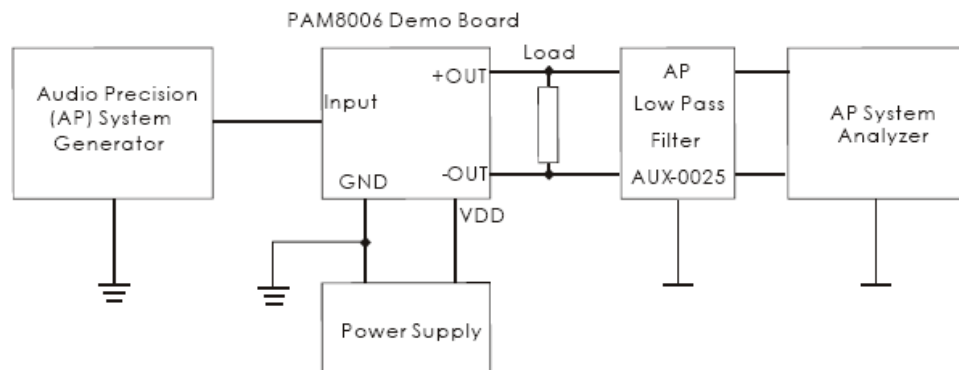 PAM8006 Demo Board
Audio Precision
(AP) System
Generator
Input
+OUT
-OUT
GND
VDD
Load
AP
Low Pass
Filter
AUX-0025
AP System
Analyzer
Power Supply